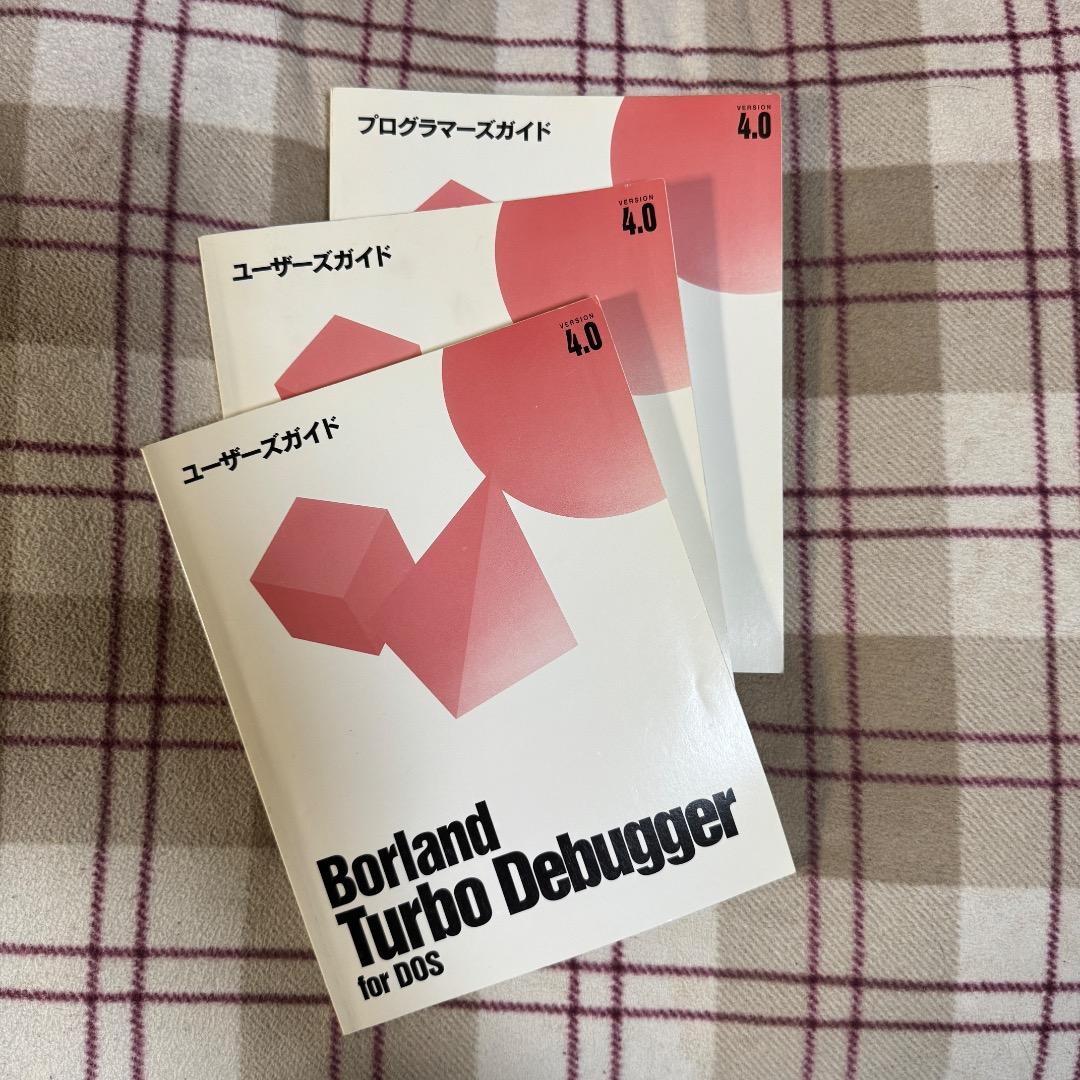 プログラマーズガイド
VERSION
4.0
ユーザーズガイド
VERSION
4.0
ユーザーズガイド
VERSION
4.0
Borland
Turbo Debugger
for DOS